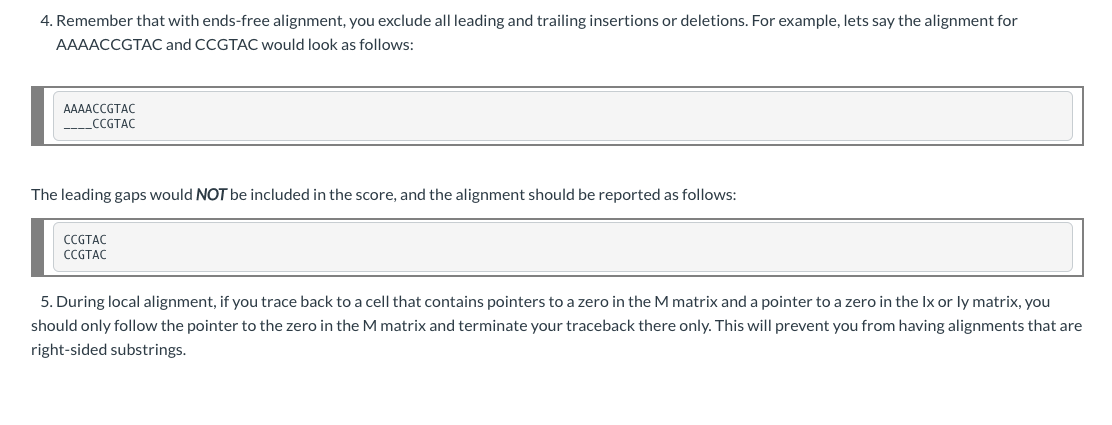 4. Remember that with ends-free alignment, you exclude all leading and trailing insertions or deletions. For example, lets say the alignment for
AAAACCGTAC and CCGTAC would look as follows:
AAAACCGTAC
____CCGTAC
The leading gaps would NOT be included in the score, and the alignment should be reported as follows:
CCGTAC
CCGTAC
5. During local alignment, if you trace back to a cell that contains pointers to a zero in the M matrix and a pointer to a zero in the Ix or Iy matrix, you
should only follow the pointer to the zero in the M matrix and terminate your traceback there only. This will prevent you from having alignments that are
right-sided substrings.